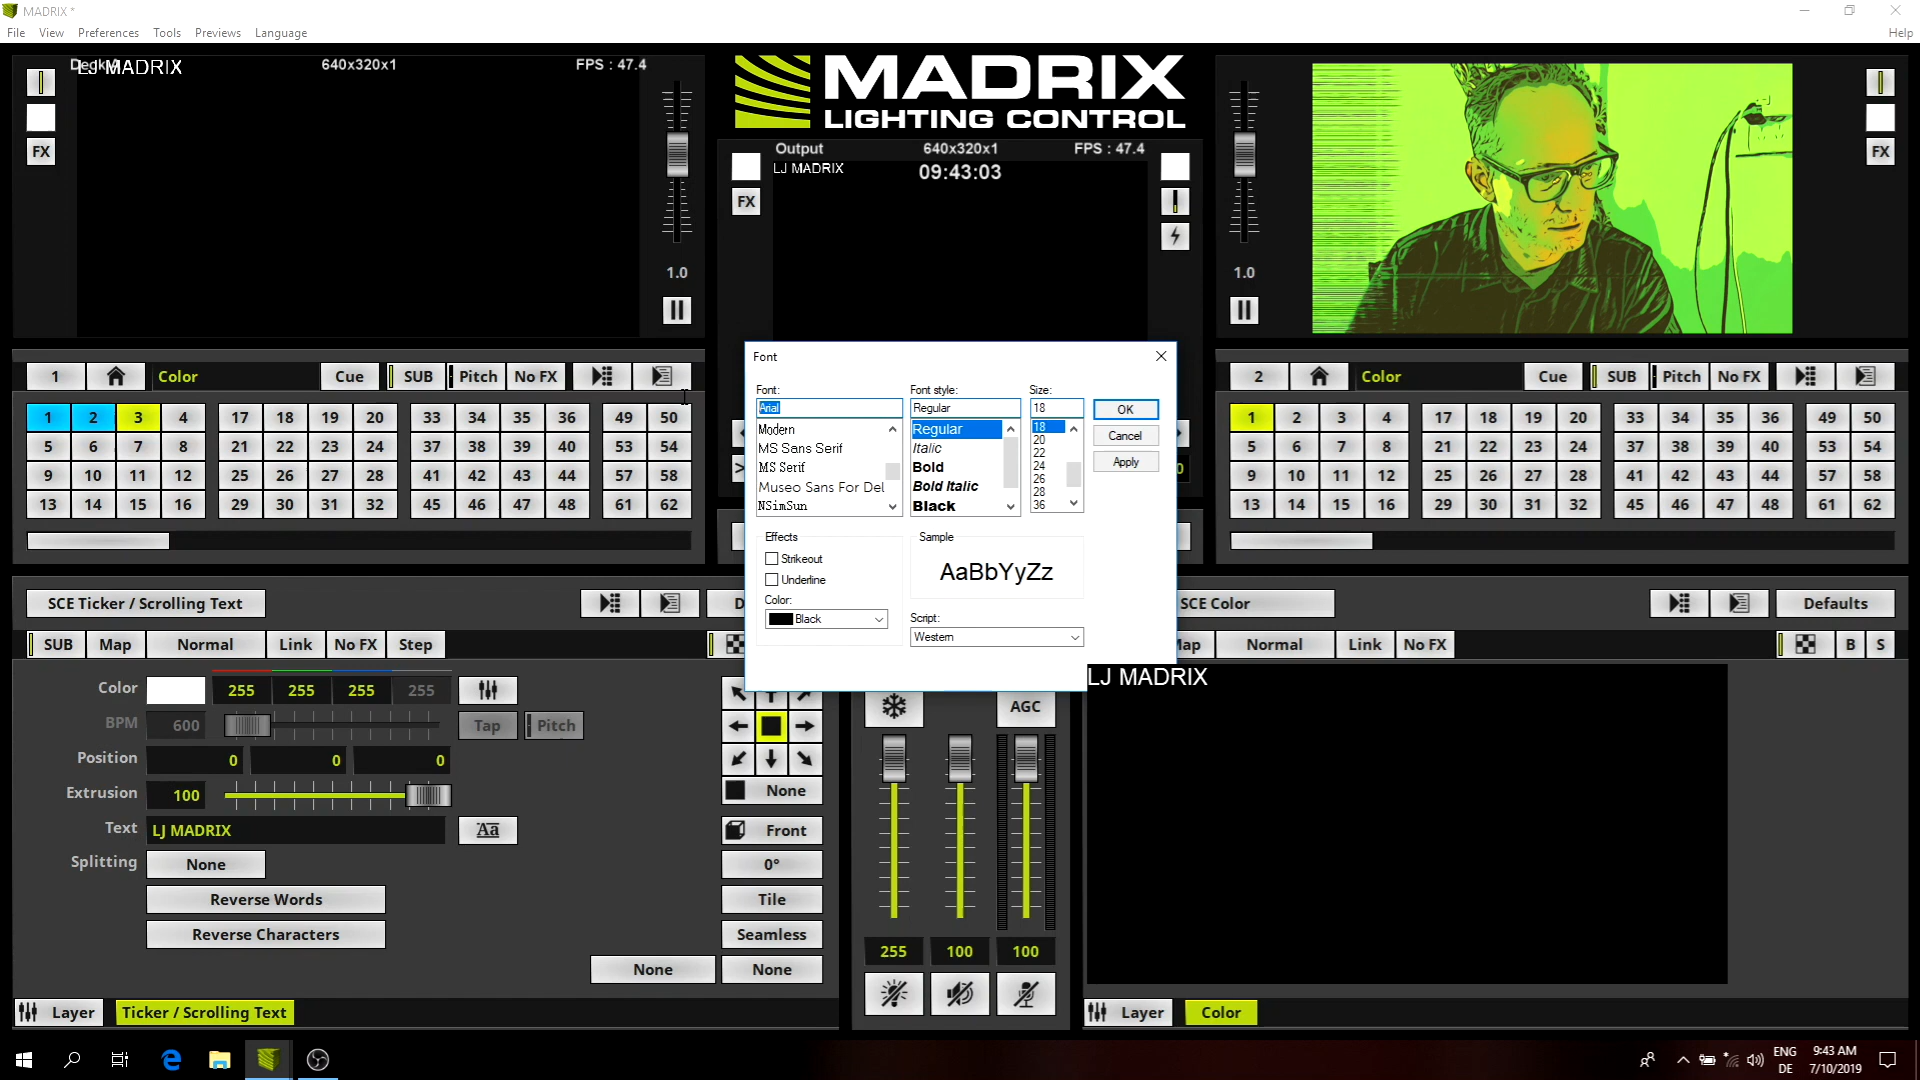 MADRIX *
File View Preferences Tools Previews Language Help
LJ MADRIX 640x320x1 FPS : 47.4
FX
1.0
MADRIX
LIGHTING CONTROL
Output 640x320x1 FPS : 47.4
LJ MADRIX 09:43:03
FX
1.0
FX
1 Color Cue SUB Pitch No FX
1 2 3 4 17 18 19 20 33 34 35 36 49 50
5 6 7 8 21 22 23 24 37 38 39 40 53 54
9 10 11 12 25 26 27 28 41 42 43 44 57 58
13 14 15 16 29 30 31 32 45 46 47 48 61 62
2 Color Cue SUB Pitch No FX
1 2 3 4 17 18 19 20 33 34 35 36 49 50
5 6 7 8 21 22 23 24 37 38 39 40 53 54
9 10 11 12 25 26 27 28 41 42 43 44 57 58
13 14 15 16 29 30 31 32 45 46 47 48 61 62
Font
Font: Font style: Size:
Arial Regular 18 OK
Modern Regular 18
MS Sans Serif Italic 20 Cancel
MS Serif Bold 22
Museo Sans For Del Bold Italic 24 Apply
NSimSun Black 26
28
36
Effects Sample
Strikeout
Underline
AaBbYyZz
Color:
Black
Script:
Western
SCE Ticker / Scrolling Text D
SUB Map Normal Link No FX Step
Color 255 255 255 255
BPM 600 Tap Pitch
Position 0 0 0
Extrusion 100
Text LJ MADRIX Aa
Splitting None
Reverse Words
Reverse Characters
None
Front
0°
Tile
Seamless
None None
Layer Ticker / Scrolling Text
AGC
255 100 100
SCE Color Defaults
Map Normal Link No FX B S
LJ MADRIX
Layer Color
ENG
DE
9:43 AM
7/10/2019